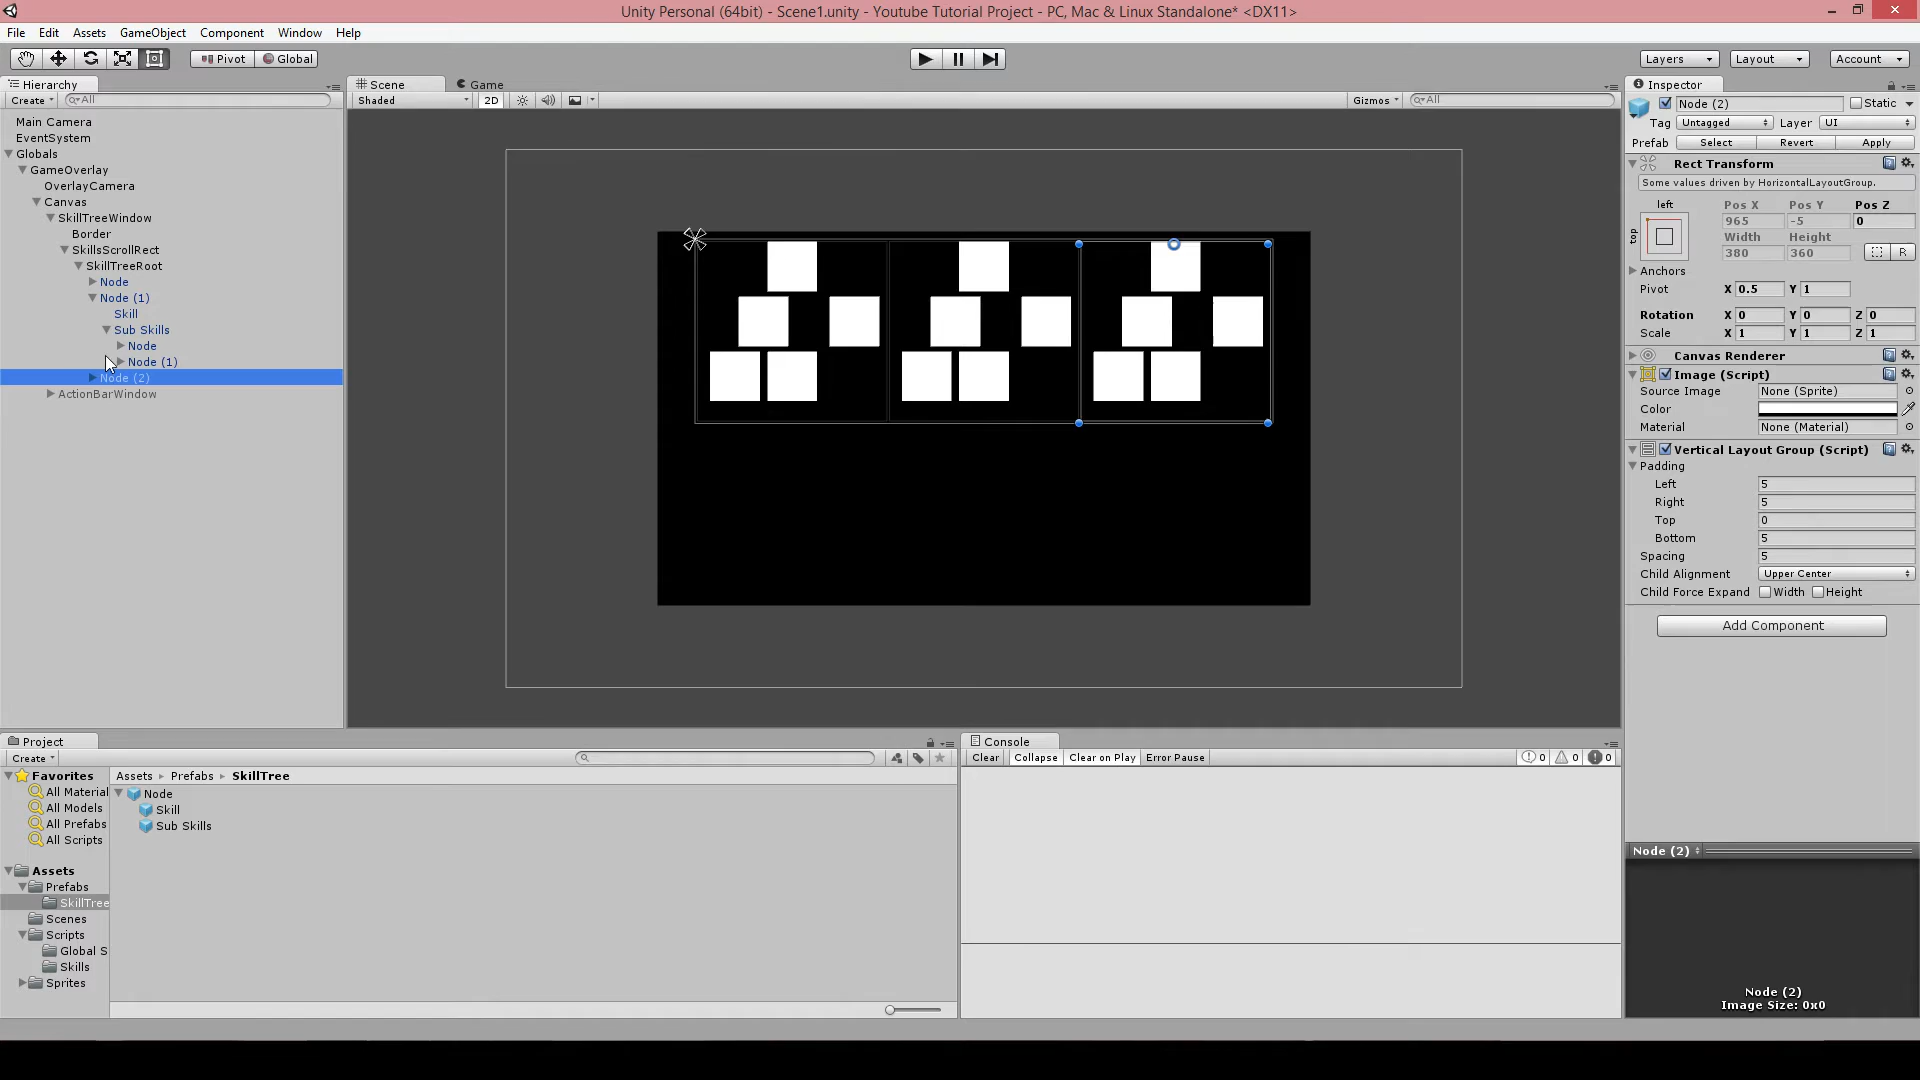 Unity Personal (64bit) - Scene1.unity - Youtube Tutorial Project - PC, Mac & Linux Standalone* <DX11>
File Edit Assets GameObject Component Window Help
Pivot Global Layers Layout Account
Hierarchy
Create All
Main Camera
EventSystem
Globals
GameOverlay
OverlayCamera
Canvas
SkillTreeWindow
Border
SkillsScrollRect
SkillTreeRoot
Node
Node (1)
Skill
Sub Skills
Node
Node (1)
Node (2)
ActionBarWindow
Scene Game
Shaded 2D Gizmos All
Inspector
Node (2) Static
Tag Untagged Layer UI
Prefab Select Revert Apply
Rect Transform
Some values driven by HorizontalLayoutGroup.
left Pos X Pos Y Pos Z
top 965 -5 0
Width Height
380 360 R
Anchors
Pivot X 0.5 Y 1
Rotation X 0 Y 0 Z 0
Scale X 1 Y 1 Z 1
Canvas Renderer
Image (Script)
Source Image None (Sprite)
Color
Material None (Material)
Vertical Layout Group (Script)
Padding
Left 5
Right 5
Top 0
Bottom 5
Spacing 5
Child Alignment Upper Center
Child Force Expand Width Height
Add Component
Node (2)
Node (2)
Image Size: 0x0
Project
Create
Favorites
All Material
All Models
All Prefabs
All Scripts
Assets
Prefabs
SkillTree
Scenes
Scripts
Global S
Skills
Sprites
Assets Prefabs SkillTree
Node
Skill
Sub Skills
Console
Clear Collapse Clear on Play Error Pause 0 0 0